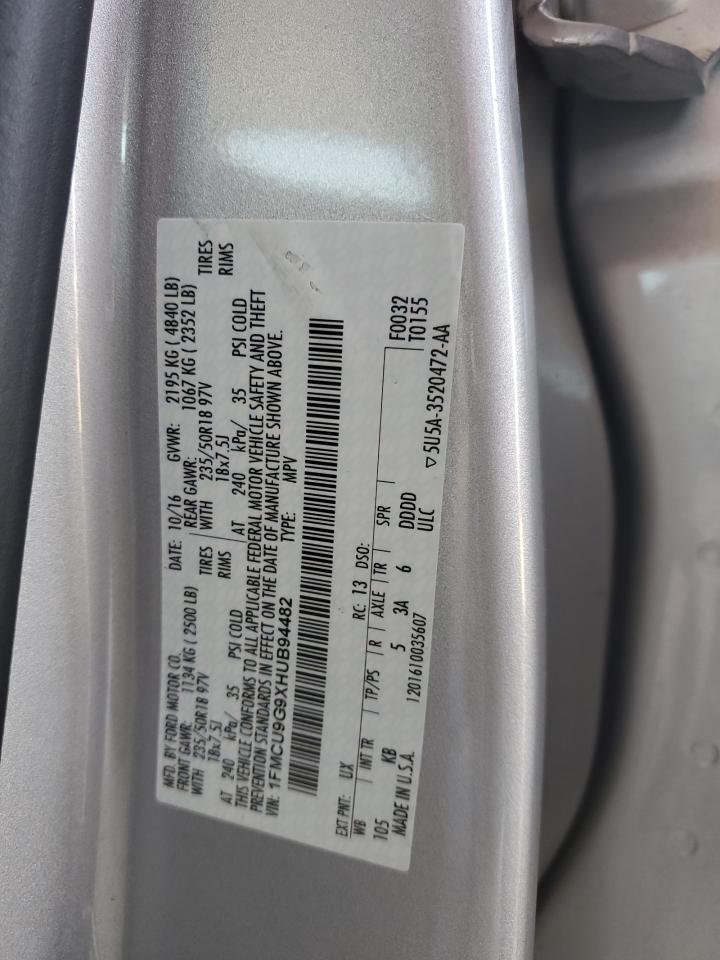 MFD. BY FORD MOTOR CO.
DATE: 10/16 GVWR: 2195 KG ( 4840 LB)
FRONT GAWR: 1134 KG ( 2500 LB) REAR GAWR: 1067 KG ( 2352 LB)
WITH 235/50R18 97V TIRES WITH 235/50R18 97V TIRES
18x7.5J RIMS 18x7.5J RIMS
AT 240 kPa/ 35 PSI COLD AT 240 kPa/ 35 PSI COLD
THIS VEHICLE CONFORMS TO ALL APPLICABLE FEDERAL MOTOR VEHICLE SAFETY AND THEFT
PREVENTION STANDARDS IN EFFECT ON THE DATE OF MANUFACTURE SHOWN ABOVE.
VIN: 1FMCU9G9XHUB94482 TYPE: MPV
EXT PNT: UX RC: 13 DSO:
WB INT TR TP/PS R AXLE TR SPR F0032
105 KB 5 3A 6 DDDD T0155
MADE IN U.S.A. 1201610035607 ULC ▽5U5A-3520472-AA